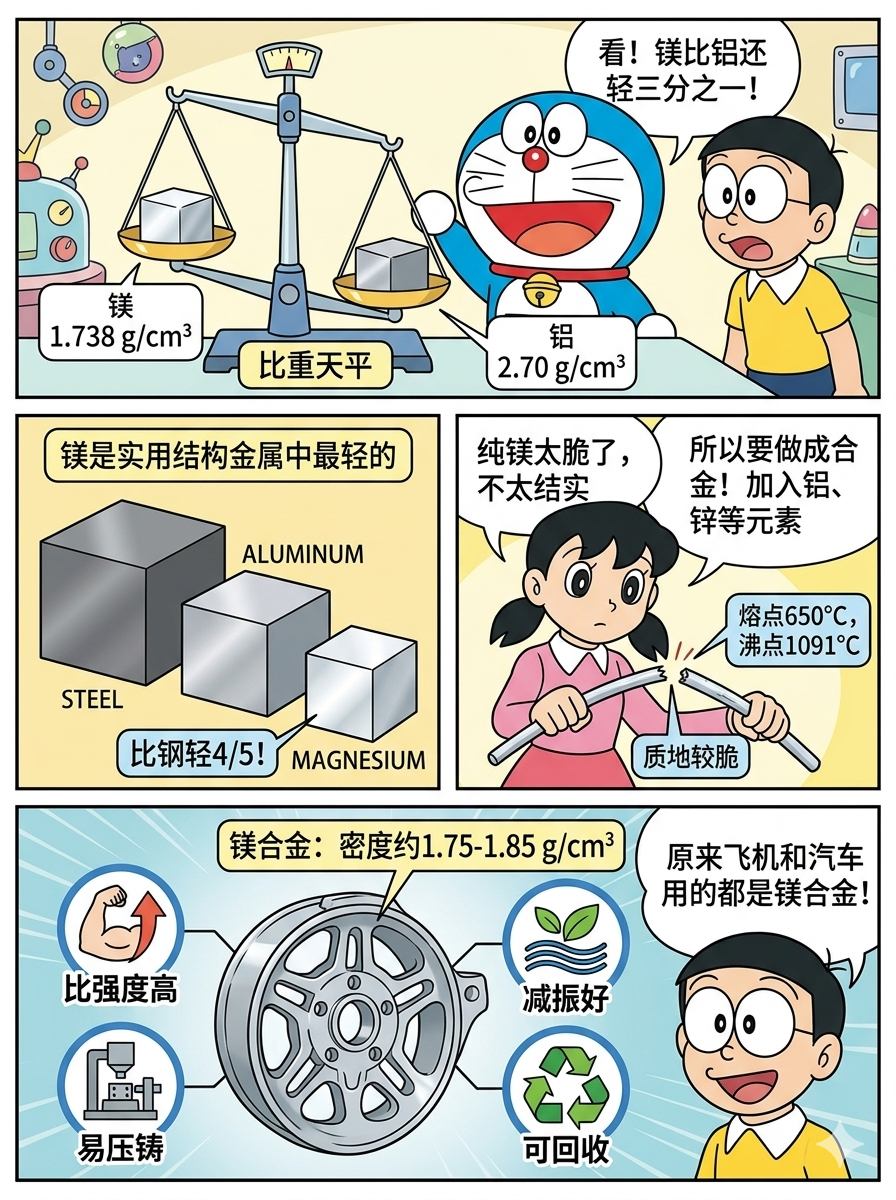 看！镁比铝还
轻三分之一！
镁
1.738 g/cm³
比重天平
铝
2.70 g/cm³
镁是实用结构金属中最轻的
ALUMINUM
STEEL
比钢轻4/5！
MAGNESIUM
纯镁太脆了，
不太结实
所以要做成合
金！加入铝、
锌等元素
熔点650°C，
沸点1091°C
质地较脆
镁合金：密度约1.75-1.85 g/cm³
原来飞机和汽车
用的都是镁合金！
比强度高
减振好
易压铸
可回收